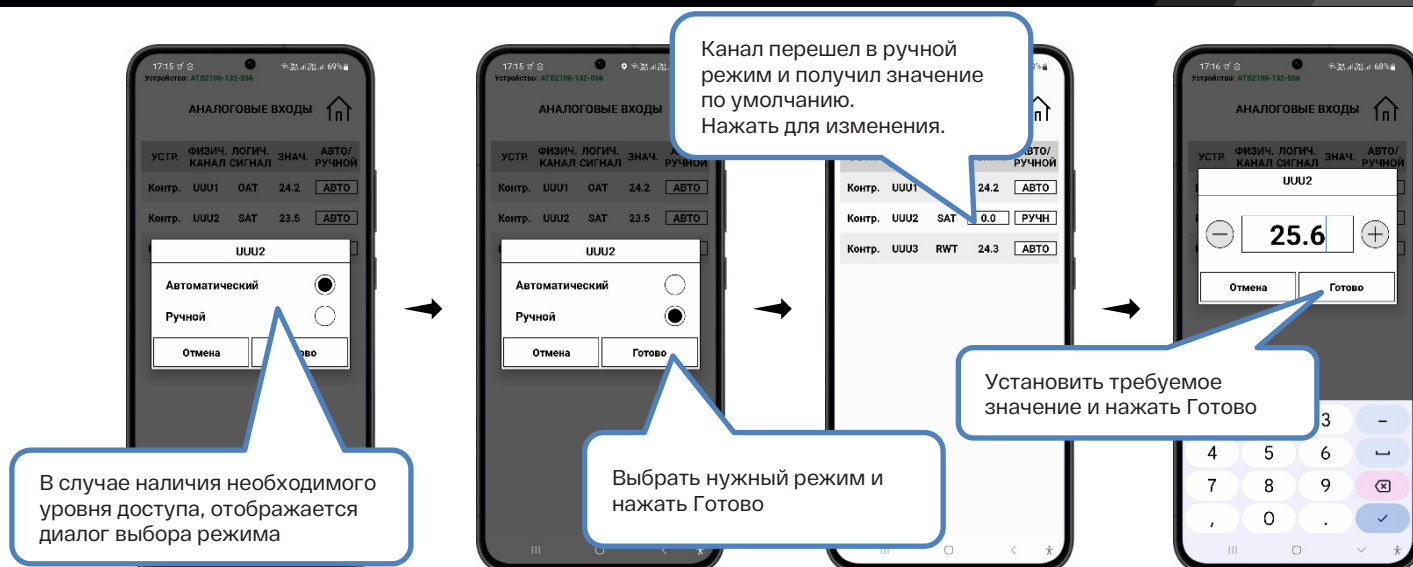 17:15
69%
Устройство: ATB2100-132-056
АНАЛОГОВЫЕ ВХОДЫ
УСТР. ФИЗИЧ. ЛОГИЧ. ЗНАЧ. АВТО/
КАНАЛ СИГНАЛ РУЧНОЙ
Контр. UUU1 OAT 24.2 АВТО
Контр. UUU2 SAT 23.5 АВТО
UUU2
Автоматический
Ручной
Отмена
В случае наличия необходимого
уровня доступа, отображается
диалог выбора режима
17:15
Устройство: ATB2100-132-056
АНАЛОГОВЫЕ ВХОДЫ
УСТР. ФИЗИЧ. ЛОГИЧ. ЗНАЧ.
КАНАЛ СИГНАЛ РУЧНОЙ
Контр. UUU1 OAT 24.2 АВТО
Контр. UUU2 SAT 23.5 АВТО
UUU2
Автоматический
Ручной
Отмена Готово
Выбрать нужный режим и
нажать Готово
Канал перешел в ручной
режим и получил значение
по умолчанию.
Нажать для изменения.
АВТО/
РУЧНОЙ
Контр. UUU1 24.2 АВТО
Контр. UUU2 SAT 0.0 РУЧН
Контр. UUU3 RWT 24.3 АВТО
17:16
68%
Устройство: ATB2100-132-056
АНАЛОГОВЫЕ ВХОДЫ
УСТР. ФИЗИЧ. ЛОГИЧ. ЗНАЧ. АВТО/
КАНАЛ СИГНАЛ РУЧНОЙ
UUU2
− 25.6 +
Отмена Готово
Установить требуемое
значение и нажать Готово
3 −
4 5 6
7 8 9
, 0 .